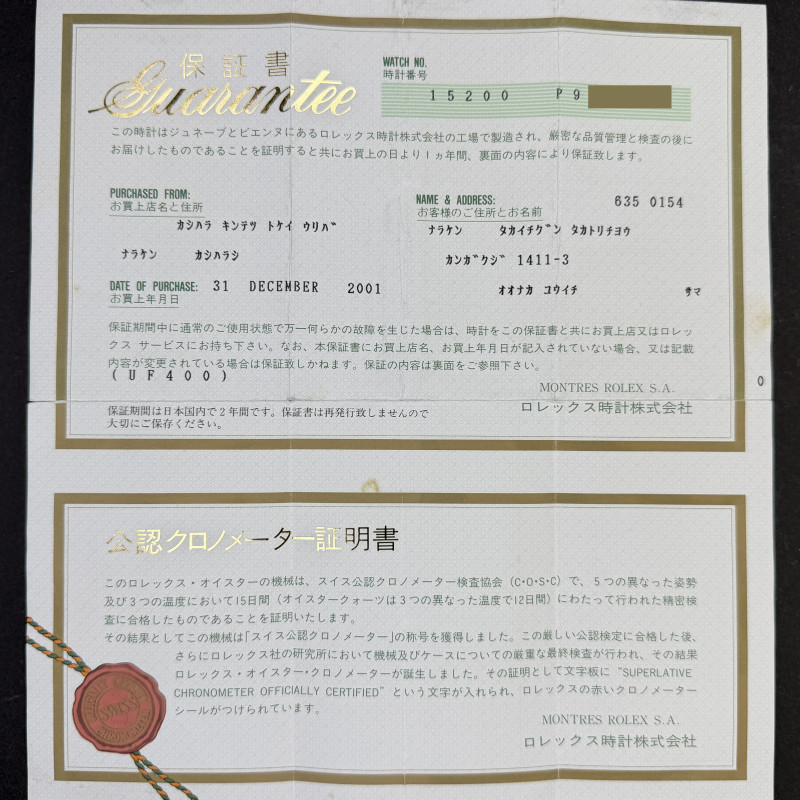 保証書
Guarantee
WATCH NO.
時計番号
15200 P9
この時計はジュネーブとビエンヌにあるロレックス時計株式会社の工場で製造され、厳密な品質管理と検査の後に
お届けしたものであることを証明すると共にお買上の日より1ヵ年間、裏面の内容により保証致します。
PURCHASED FROM:
お買上店名と住所
カシハラ キンテツ トケイ ウリバ
ナラケン カシハラシ
NAME & ADDRESS:
お客様のご住所とお名前
635 0154
ナラケン タカイチグン タカトリチヨウ
カンガクジ 1411-3
DATE OF PURCHASE: 31 DECEMBER 2001
お買上年月日
オオナカ コウイチ サマ
保証期間中に通常のご使用状態で万一何らかの故障を生じた場合は、時計をこの保証書と共にお買上店又はロレッ
クス サービスにお持ち下さい。なお、本保証書にお買上店名、お買上年月日が記入されていない場合、又は記載
内容が変更されている場合は保証致しかねます。保証の内容は裏面をご参照下さい。
(UF400)
MONTRES ROLEX S.A.
ロレックス時計株式会社
0
保証期間は日本国内で2年間です。保証書は再発行致しませんので
大切にご保存ください。
公認クロノメーター証明書
このロレックス・オイスターの機械は、スイス公認クロノメーター検査協会(C・O・S・C)で、5つの異なった姿勢
及び3つの温度において15日間(オイスタークォーツは3つの異なった温度で12日間)にわたって行われた精密検
査に合格したものであることを証明いたします。
その結果としてこの機械は「スイス公認クロノメーター」の称号を獲得しました。この厳しい公認検定に合格した後、
さらにロレックス社の研究所において機械及びケースについての厳重な最終検査が行われ、その結果
ロレックス・オイスター・クロノメーターが誕生しました。その証明として文字板に"SUPERLATIVE
CHRONOMETER OFFICIALLY CERTIFIED"という文字が入れられ、ロレックスの赤いクロノメーター
シールがつけられています。
MONTRES ROLEX S.A.
ロレックス時計株式会社